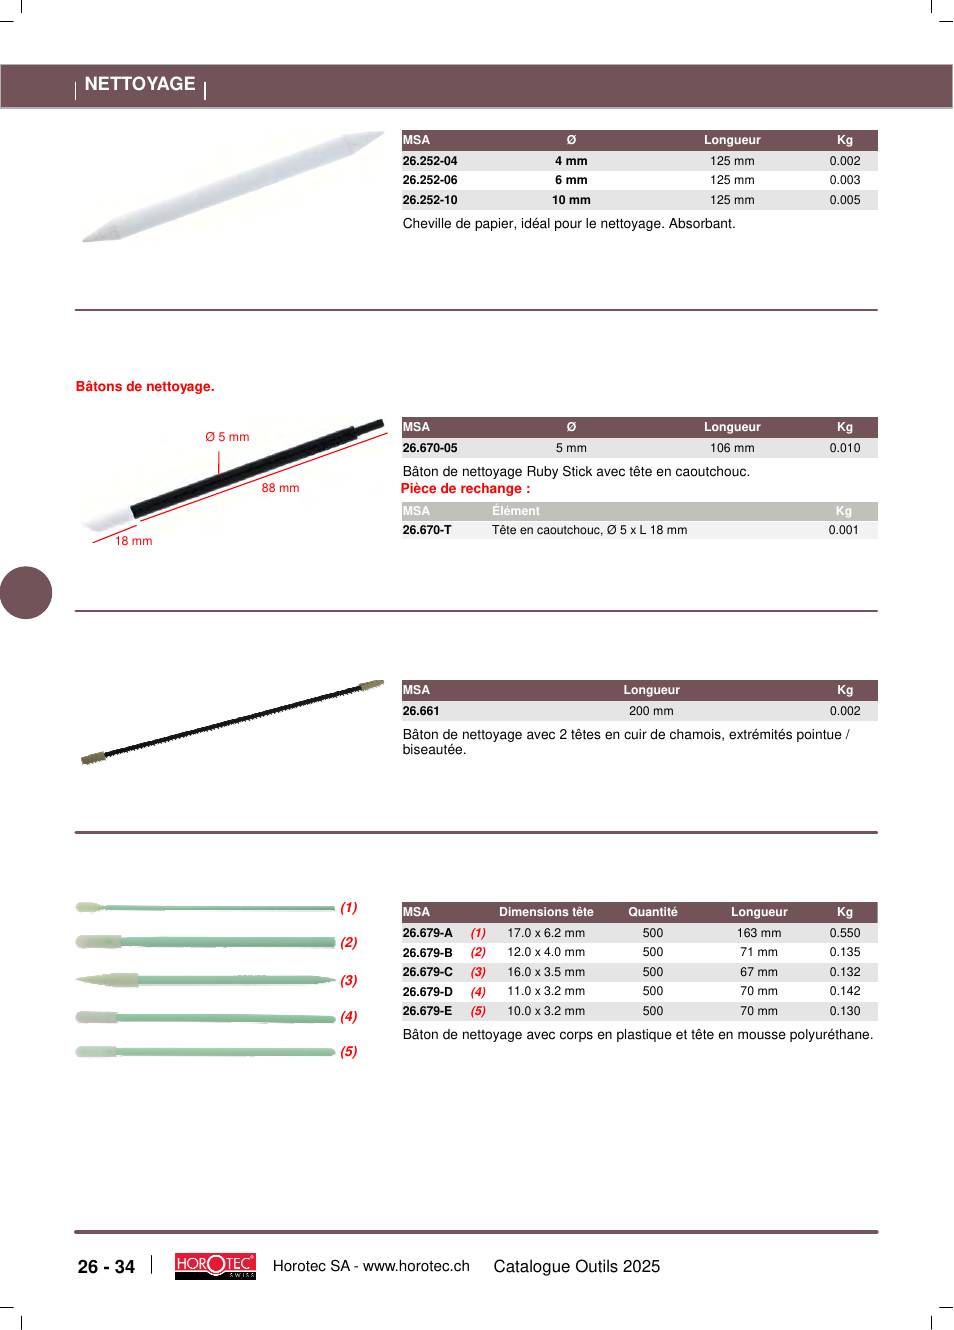 NETTOYAGE
MSA Ø Longueur Kg
26.252-04 4 mm 125 mm 0.002
26.252-06 6 mm 125 mm 0.003
26.252-10 10 mm 125 mm 0.005
Cheville de papier, idéal pour le nettoyage. Absorbant.
Bâtons de nettoyage.
Ø 5 mm
88 mm
18 mm
MSA Ø Longueur Kg
26.670-05 5 mm 106 mm 0.010
Bâton de nettoyage Ruby Stick avec tête en caoutchouc.
Pièce de rechange :
MSA Élément Kg
26.670-T Tête en caoutchouc, Ø 5 x L 18 mm 0.001
MSA Longueur Kg
26.661 200 mm 0.002
Bâton de nettoyage avec 2 têtes en cuir de chamois, extrémités pointue /
biseautée.
(1)
(2)
(3)
(4)
(5)
MSA Dimensions tête Quantité Longueur Kg
26.679-A (1) 17.0 x 6.2 mm 500 163 mm 0.550
26.679-B (2) 12.0 x 4.0 mm 500 71 mm 0.135
26.679-C (3) 16.0 x 3.5 mm 500 67 mm 0.132
26.679-D (4) 11.0 x 3.2 mm 500 70 mm 0.142
26.679-E (5) 10.0 x 3.2 mm 500 70 mm 0.130
Bâton de nettoyage avec corps en plastique et tête en mousse polyuréthane.
26 - 34 HOROTEC® SWISS Horotec SA - www.horotec.ch Catalogue Outils 2025